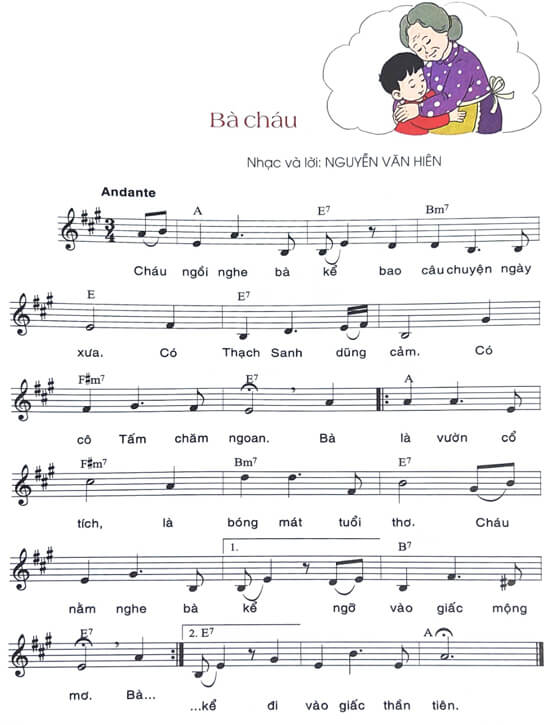 Bà cháu
Nhạc và lời: NGUYỄN VĂN HIÊN
Andante
A E7 Bm7
3
4
Cháu ngồi nghe bà kể bao câu chuyện ngày
E E7
xưa. Có Thạch Sanh dũng cảm. Có
F#m7 E7 A
cô Tấm chăm ngoan. Bà là vườn cổ
F#m7 Bm7 E7
tích, là bóng mát tuổi thơ. Cháu
1. B7
nằm nghe bà kể ngỡ vào giấc mộng
E7 2. E7 A
mơ. Bà... ...kể đi vào giấc thần tiên.